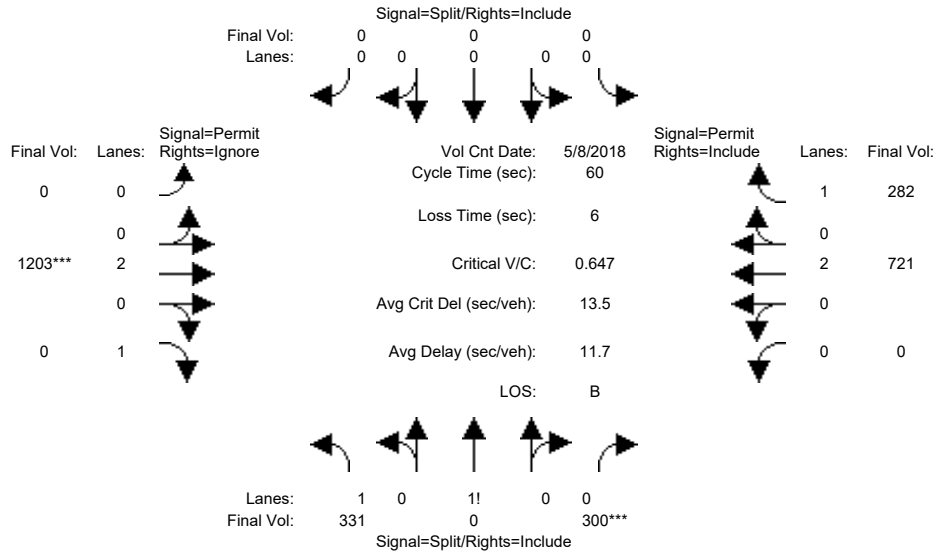 Signal=Split/Rights=Include
Final Vol: 0 0 0
Lanes: 0 0 0 0 0
Signal=Permit Signal=Permit
Final Vol: Lanes: Rights=Ignore Vol Cnt Date: 5/8/2018 Rights=Include Lanes: Final Vol:
Cycle Time (sec): 60
0 0 1 282
Loss Time (sec): 6
0 0
1203*** 2 Critical V/C: 0.647 2 721
0 Avg Crit Del (sec/veh): 13.5 0
0 1 Avg Delay (sec/veh): 11.7 0 0
LOS: B
Lanes: 1 0 1! 0 0
Final Vol: 331 0 300***
Signal=Split/Rights=Include